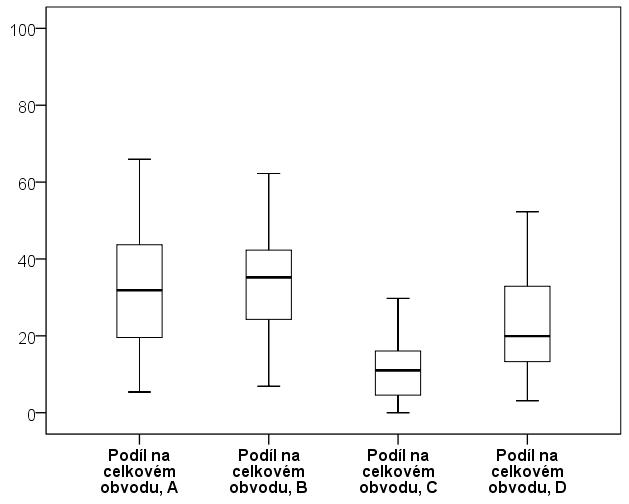 100
80
60
40
20
0
Podíl na celkovém obvodu, A
Podíl na celkovém obvodu, B
Podíl na celkovém obvodu, C
Podíl na celkovém obvodu, D